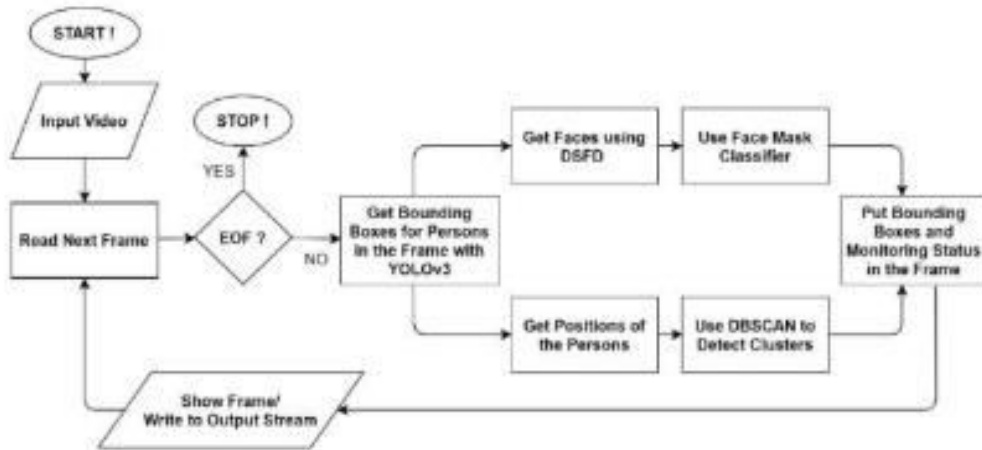 START !
Input Video
Read Next Frame
EOF ?
YES
STOP !
NO
Get Bounding
Boxes for Persons
in the Frame with
YOLOv3
Get Faces using
DSFD
Use Face Mask
Classifier
Get Positions of
the Persons
Use DBSCAN to
Detect Clusters
Put Bounding
Boxes and
Monitoring Status
in the Frame
Show Frame/
Write to Output Stream